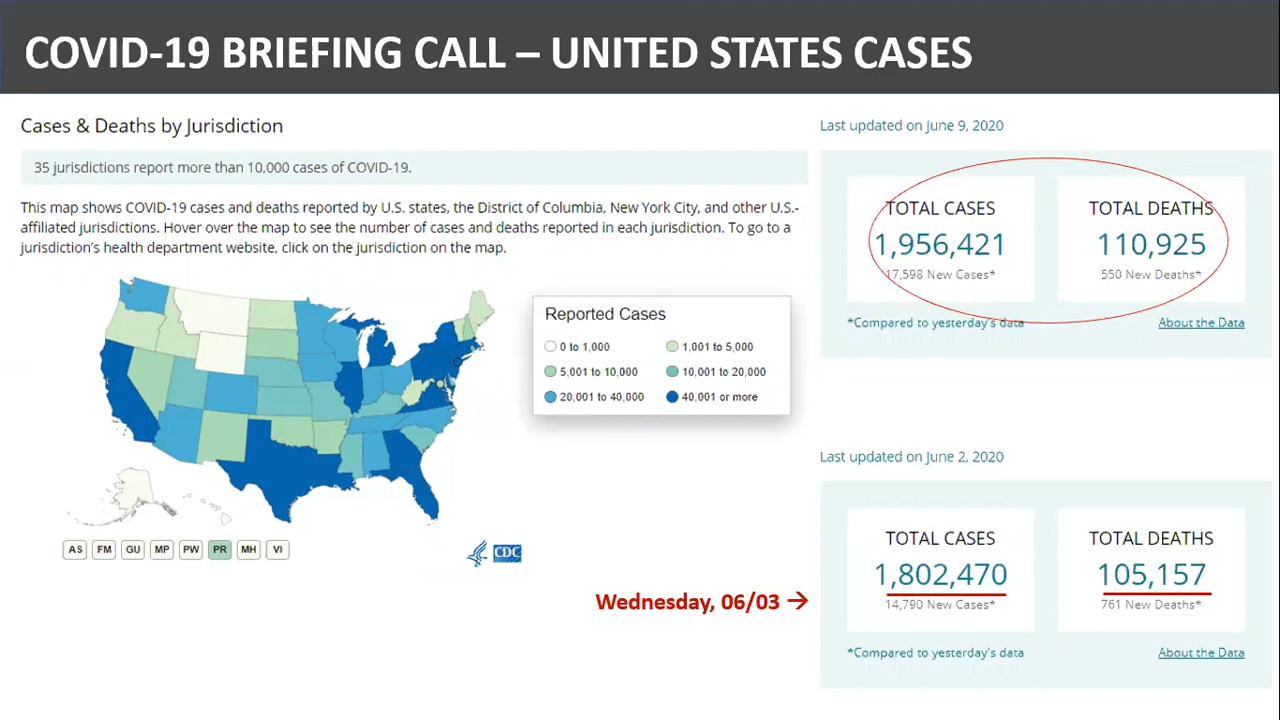 COVID-19 BRIEFING CALL – UNITED STATES CASES
Cases & Deaths by Jurisdiction
35 jurisdictions report more than 10,000 cases of COVID-19.
This map shows COVID-19 cases and deaths reported by U.S. states, the District of Columbia, New York City, and other U.S.-
affiliated jurisdictions. Hover over the map to see the number of cases and deaths reported in each jurisdiction. To go to a
jurisdiction's health department website, click on the jurisdiction on the map.
Reported Cases
0 to 1,000
1,001 to 5,000
5,001 to 10,000
10,001 to 20,000
20,001 to 40,000
40,001 or more
AS FM GU MP PW PR MH VI
CDC
Last updated on June 9, 2020
TOTAL CASES
1,956,421
17,598 New Cases*
TOTAL DEATHS
110,925
550 New Deaths*
*Compared to yesterday's data
About the Data
Last updated on June 2, 2020
Wednesday, 06/03 →
TOTAL CASES
1,802,470
14,790 New Cases*
TOTAL DEATHS
105,157
761 New Deaths*
*Compared to yesterday's data
About the Data